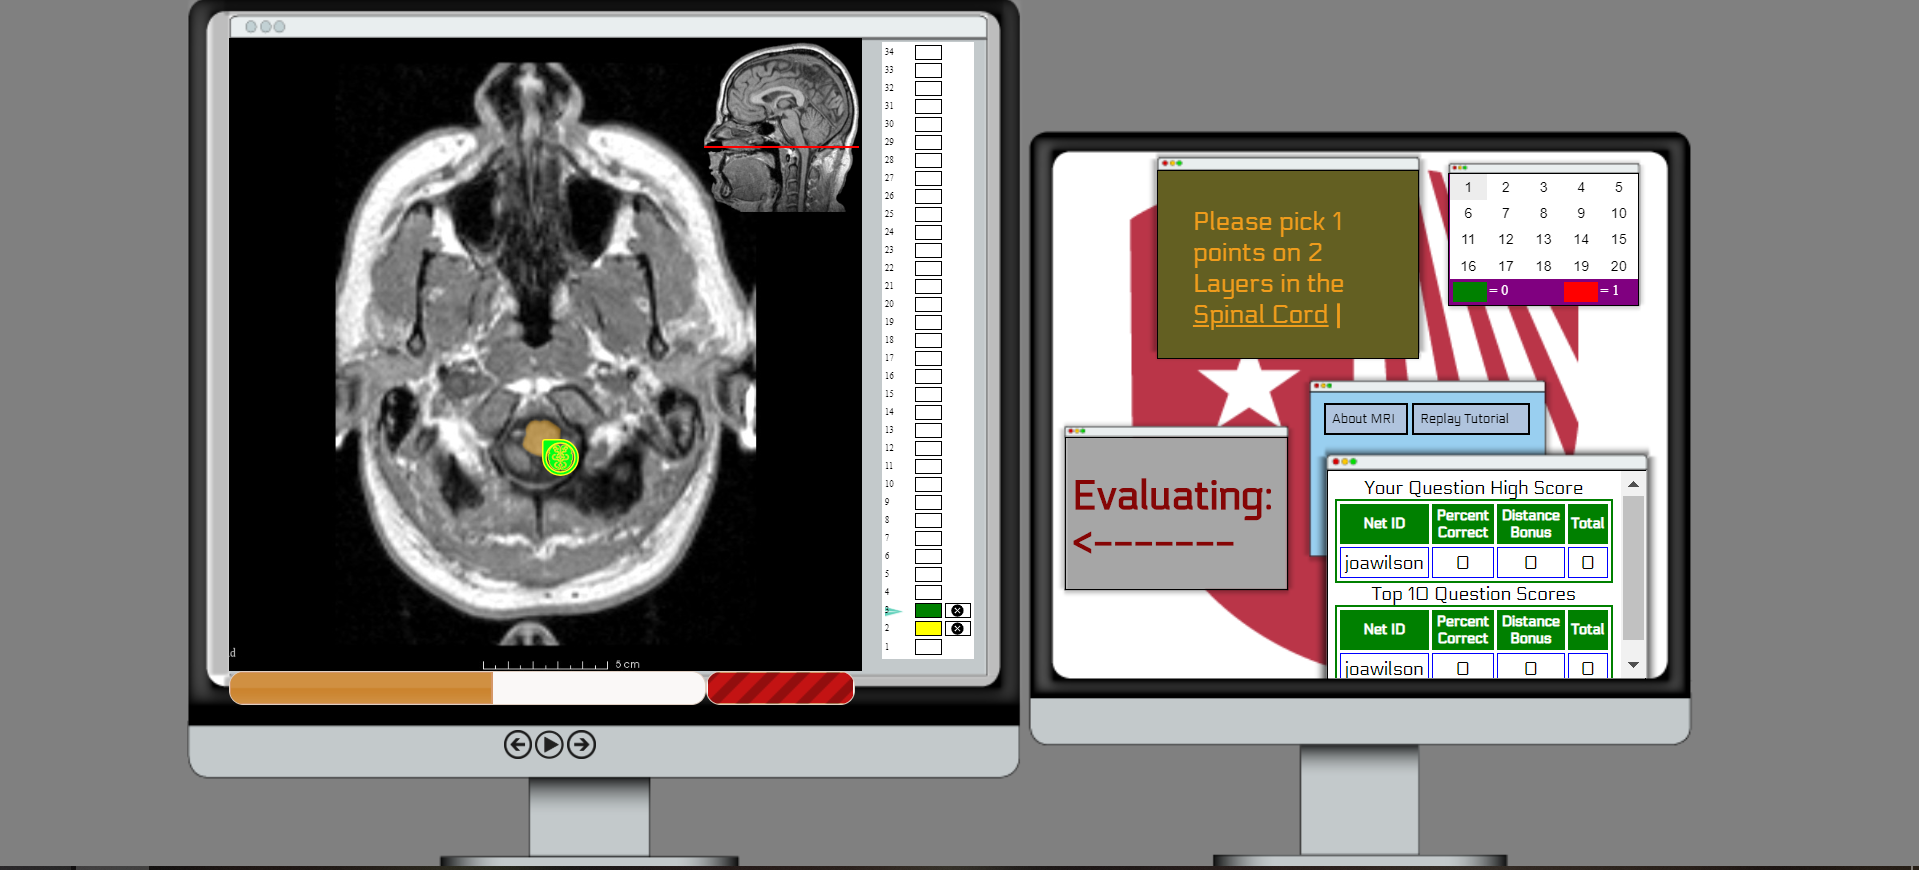 34
33
32
31
30
29
28
27
26
25
24
23
22
21
20
19
18
17
16
15
14
13
12
11
10
9
8
7
6
5
4
2
1
d
5 cm
Please pick 1
points on 2
Layers in the
Spinal Cord |
1 2 3 4 5
6 7 8 9 10
11 12 13 14 15
16 17 18 19 20
= 0 = 1
About MRI Replay Tutorial
Evaluating:
<-------
Your Question High Score
Net ID Percent Correct Distance Bonus Total
joawilson 0 0 0
Top 10 Question Scores
Net ID Percent Correct Distance Bonus Total
joawilson 0 0 0